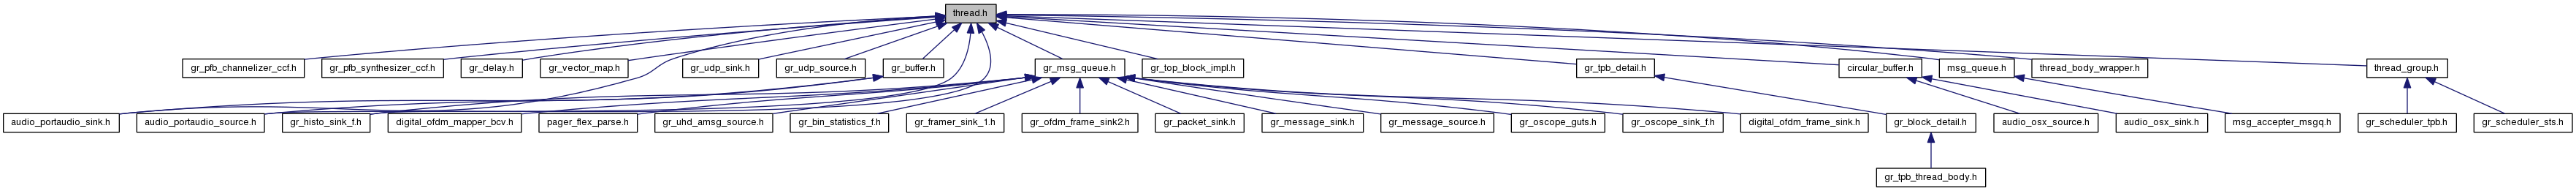 thread.h
gr_pfb_channelizer_ccf.h
gr_pfb_synthesizer_ccf.h
gr_delay.h
gr_vector_map.h
gr_udp_sink.h
gr_udp_source.h
gr_buffer.h
gr_msg_queue.h
gr_top_block_impl.h
gr_tpb_detail.h
circular_buffer.h
msg_queue.h
thread_body_wrapper.h
thread_group.h
audio_portaudio_sink.h
audio_portaudio_source.h
gr_histo_sink_f.h
digital_ofdm_mapper_bcv.h
pager_flex_parse.h
gr_uhd_amsg_source.h
gr_bin_statistics_f.h
gr_framer_sink_1.h
gr_ofdm_frame_sink2.h
gr_packet_sink.h
gr_message_sink.h
gr_message_source.h
gr_oscope_guts.h
gr_oscope_sink_f.h
digital_ofdm_frame_sink.h
gr_block_detail.h
audio_osx_source.h
audio_osx_sink.h
msg_accepter_msgq.h
gr_scheduler_tpb.h
gr_scheduler_sts.h
gr_tpb_thread_body.h